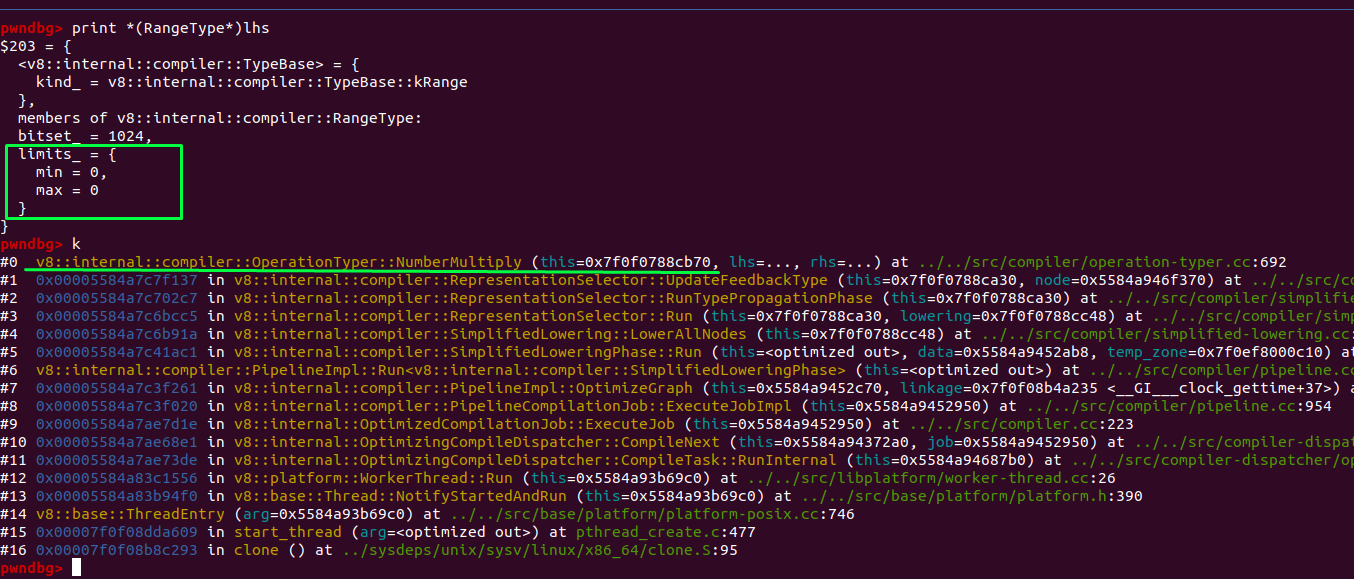 pwndbg> print *(RangeType*)lhs
$203 = {
<v8::internal::compiler::TypeBase> = {
kind_ = v8::internal::compiler::TypeBase::kRange
},
members of v8::internal::compiler::RangeType:
bitset_ = 1024,
limits_ = {
min = 0,
max = 0
}
}
pwndbg> k
#0 v8::internal::compiler::OperationTyper::NumberMultiply (this=0x7f0f0788cb70, lhs=..., rhs=...) at ../../src/compiler/operation-typer.cc:692
#1 0x00005584a7c7f137 in v8::internal::compiler::RepresentationSelector::UpdateFeedbackType (this=0x7f0f0788ca30, node=0x5584a946f370) at ../../src/co
#2 0x00005584a7c702c7 in v8::internal::compiler::RepresentationSelector::RunTypePropagationPhase (this=0x7f0f0788ca30) at ../../src/compiler/simplifie
#3 0x00005584a7c6bcc5 in v8::internal::compiler::RepresentationSelector::Run (this=0x7f0f0788ca30, lowering=0x7f0f0788cc48) at ../../src/compiler/simp
#4 0x00005584a7c6b91a in v8::internal::compiler::SimplifiedLowering::LowerAllNodes (this=0x7f0f0788cc48) at ../../src/compiler/simplified-lowering.cc:
#5 0x00005584a7c41ac1 in v8::internal::compiler::SimplifiedLoweringPhase::Run (this=<optimized out>, data=0x5584a9452ab8, temp_zone=0x7f0ef8000c10) at
#6 v8::internal::compiler::PipelineImpl::Run<v8::internal::compiler::SimplifiedLoweringPhase> (this=<optimized out>) at ../../src/compiler/pipeline.cc
#7 0x00005584a7c3f261 in v8::internal::compiler::PipelineImpl::OptimizeGraph (this=0x5584a9452c70, linkage=0x7f0f08b4a235 <__GI___clock_gettime+37>) a
#8 0x00005584a7c3f020 in v8::internal::compiler::PipelineCompilationJob::ExecuteJobImpl (this=0x5584a9452950) at ../../src/compiler/pipeline.cc:954
#9 0x00005584a7ae7d1e in v8::internal::OptimizedCompilationJob::ExecuteJob (this=0x5584a9452950) at ../../src/compiler.cc:223
#10 0x00005584a7ae68e1 in v8::internal::OptimizingCompileDispatcher::CompileNext (this=0x5584a94372a0, job=0x5584a9452950) at ../../src/compiler-dispat
#11 0x00005584a7ae73de in v8::internal::OptimizingCompileDispatcher::CompileTask::RunInternal (this=0x5584a94687b0) at ../../src/compiler-dispatcher/op
#12 0x00005584a83c1556 in v8::platform::WorkerThread::Run (this=0x5584a93b69c0) at ../../src/libplatform/worker-thread.cc:26
#13 0x00005584a83b94f0 in v8::base::Thread::NotifyStartedAndRun (this=0x5584a93b69c0) at ../../src/base/platform/platform.h:390
#14 v8::base::ThreadEntry (arg=0x5584a93b69c0) at ../../src/base/platform/platform-posix.cc:746
#15 0x00007f0f08dda609 in start_thread (arg=<optimized out>) at pthread_create.c:477
#16 0x00007f0f08b8c293 in clone () at ../sysdeps/unix/sysv/linux/x86_64/clone.S:95
pwndbg>